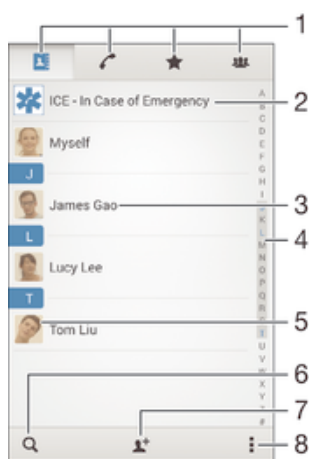 1
ICE - In Case of Emergency
2
Myself
J
James Gao
3
L
4
Lucy Lee
T
Tom Liu
5
6
7
8
A
B
C
D
E
F
G
H
I
J
K
L
M
N
O
P
Q
R
S
T
U
V
W
X
Y
Z
#